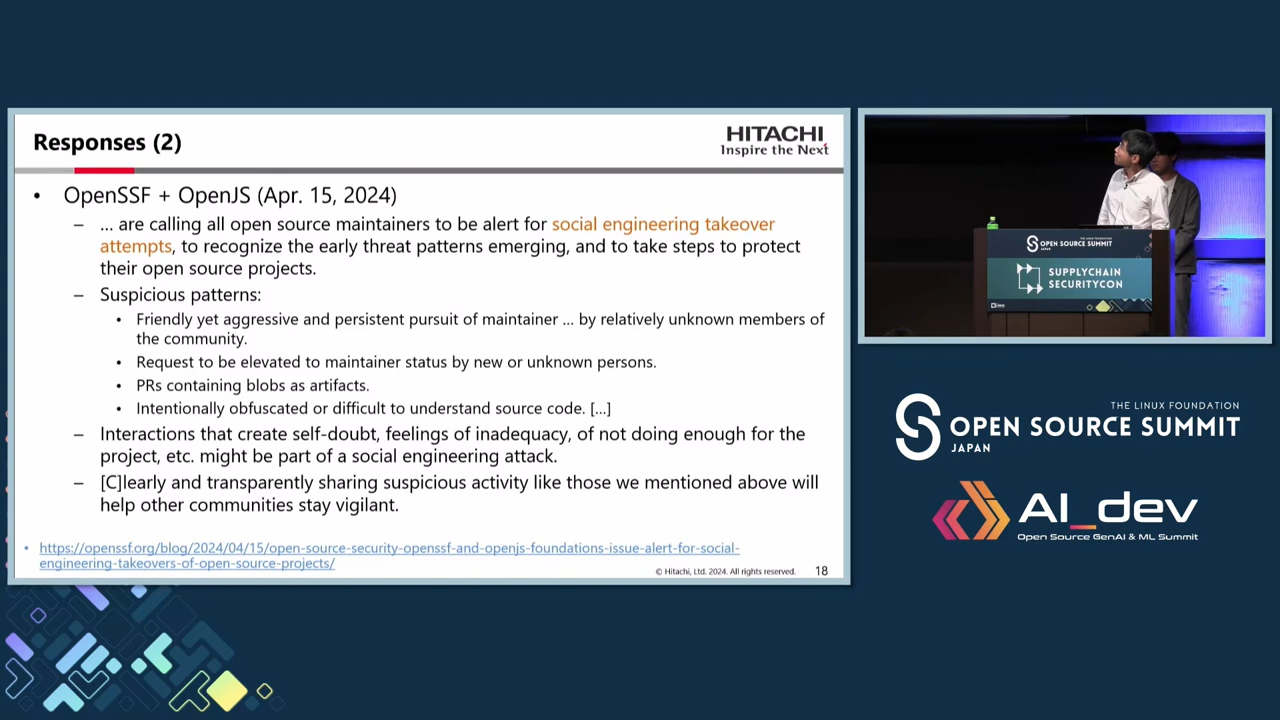 Responses (2)
HITACHI
Inspire the Next
• OpenSSF + OpenJS (Apr. 15, 2024)
– … are calling all open source maintainers to be alert for social engineering takeover
attempts, to recognize the early threat patterns emerging, and to take steps to protect
their open source projects.
– Suspicious patterns:
• Friendly yet aggressive and persistent pursuit of maintainer … by relatively unknown members of
the community.
• Request to be elevated to maintainer status by new or unknown persons.
• PRs containing blobs as artifacts.
• Intentionally obfuscated or difficult to understand source code. […]
– Interactions that create self-doubt, feelings of inadequacy, of not doing enough for the
project, etc. might be part of a social engineering attack.
– [C]learly and transparently sharing suspicious activity like those we mentioned above will
help other communities stay vigilant.
• https://openssf.org/blog/2024/04/15/open-source-security-openssf-and-openjs-foundations-issue-alert-for-social-
engineering-takeovers-of-open-source-projects/
© Hitachi, Ltd. 2024. All rights reserved.
18
THE LINUX FOUNDATION
OPEN SOURCE SUMMIT
JAPAN
SUPPLYCHAIN
SECURITYCON
THE LINUX FOUNDATION
OPEN SOURCE SUMMIT
JAPAN
AI_dev
Open Source GenAI & ML Summit